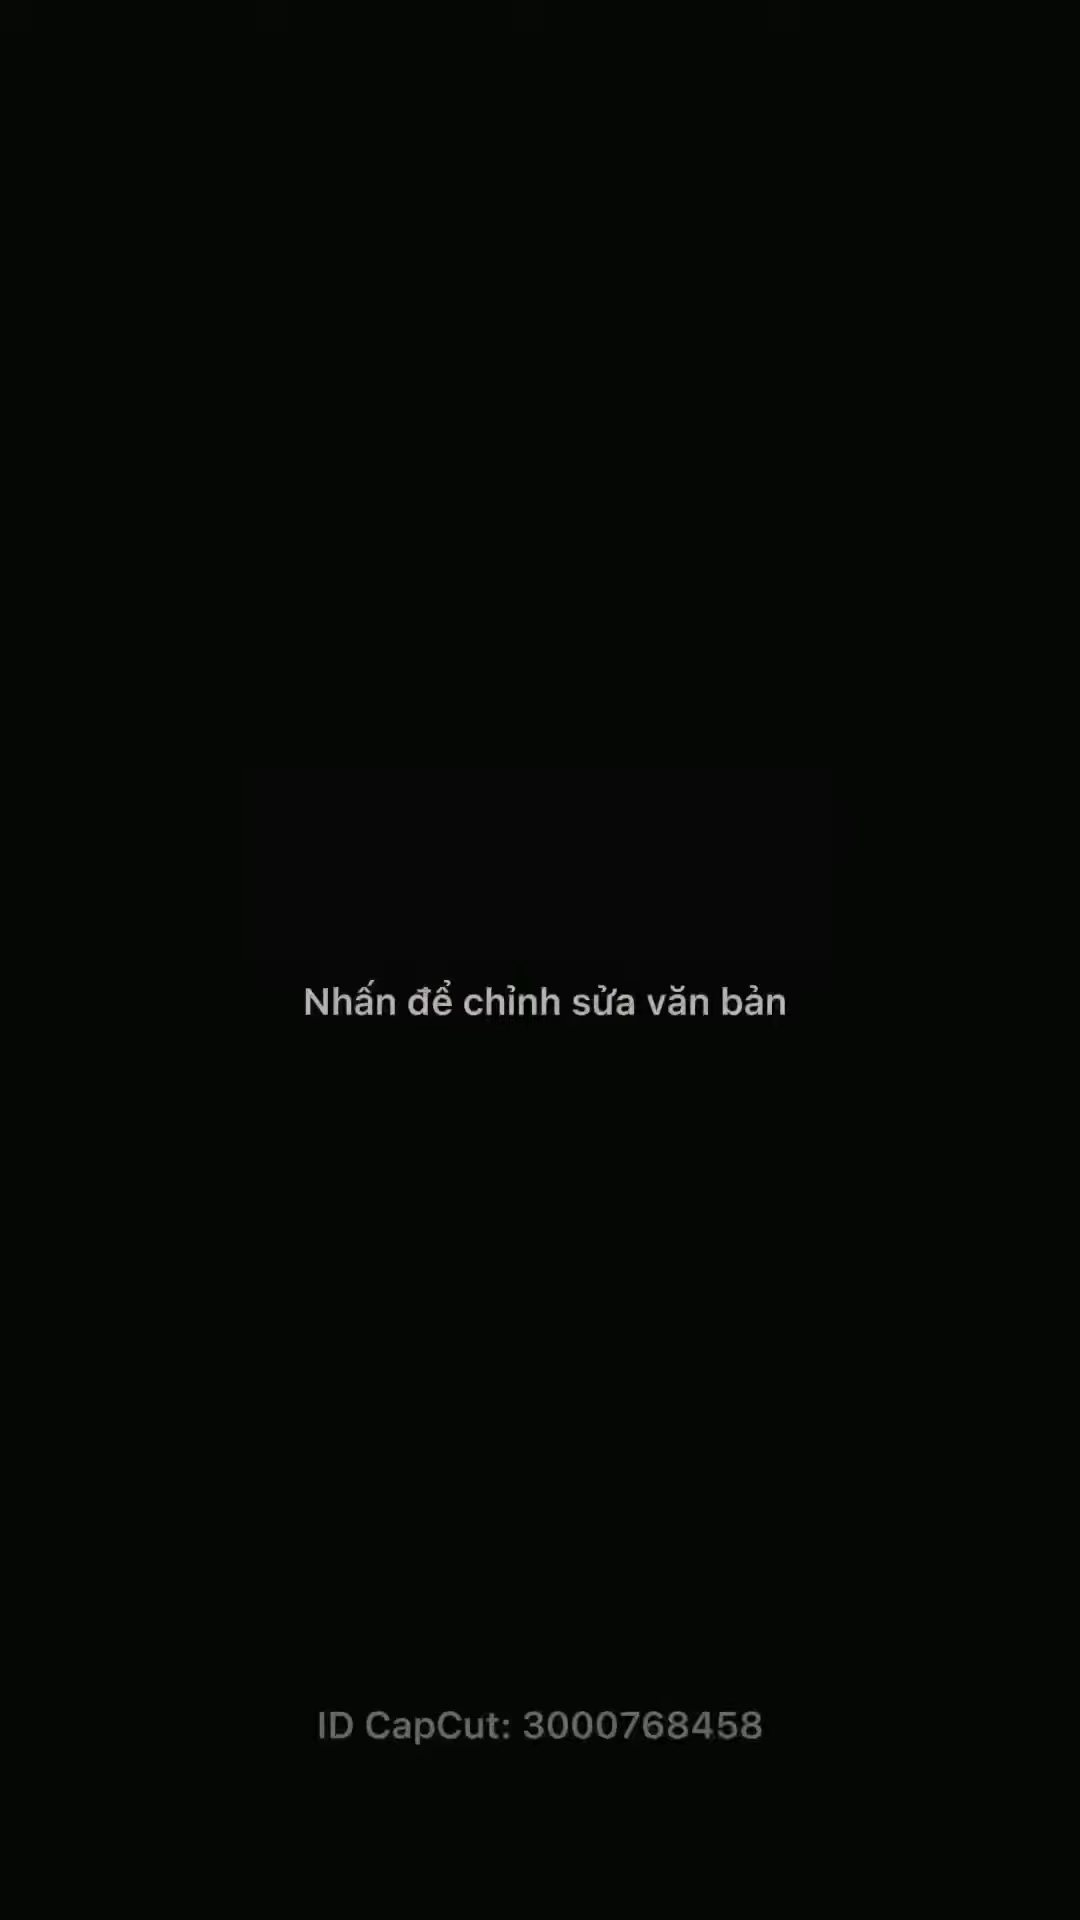 Nhấn để chỉnh sửa văn bản
ID CapCut: 3000768458